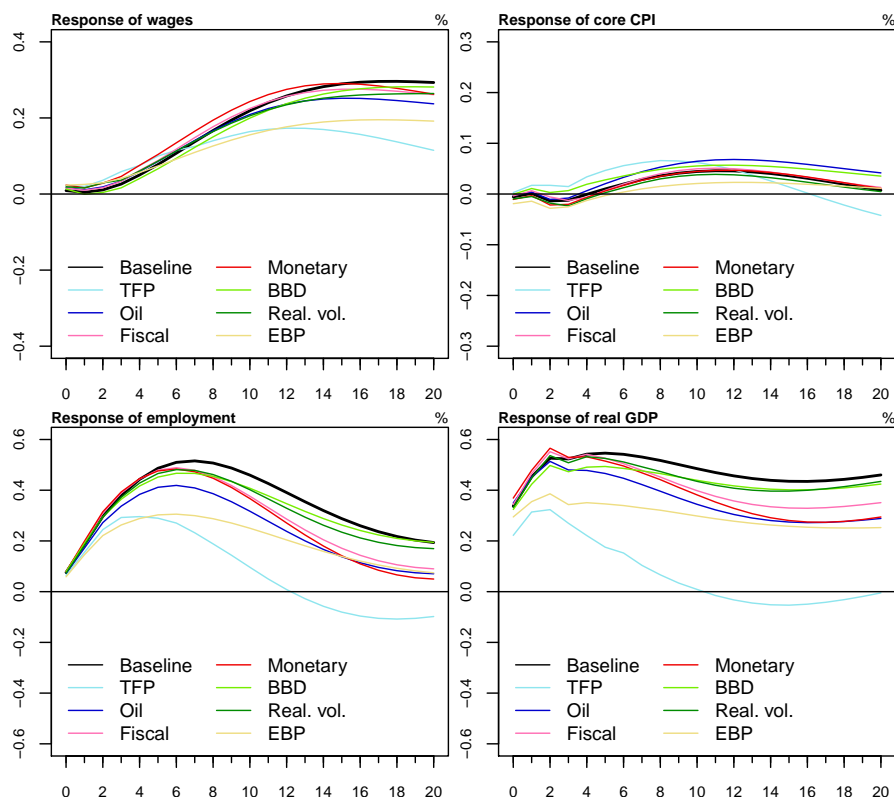 Response of wages %
0.4
0.2
0.0
−0.2
−0.4
Baseline Monetary
TFP BBD
Oil Real. vol.
Fiscal EBP
0 2 4 6 8 10 12 14 16 18 20
Response of core CPI %
0.3
0.2
0.1
0.0
−0.1
−0.2
−0.3
Baseline Monetary
TFP BBD
Oil Real. vol.
Fiscal EBP
0 2 4 6 8 10 12 14 16 18 20
Response of employment %
0.6
0.4
0.2
0.0
−0.2
−0.4
−0.6
Baseline Monetary
TFP BBD
Oil Real. vol.
Fiscal EBP
0 2 4 6 8 10 12 14 16 18 20
Response of real GDP %
0.6
0.4
0.2
0.0
−0.2
−0.4
−0.6
Baseline Monetary
TFP BBD
Oil Real. vol.
Fiscal EBP
0 2 4 6 8 10 12 14 16 18 20